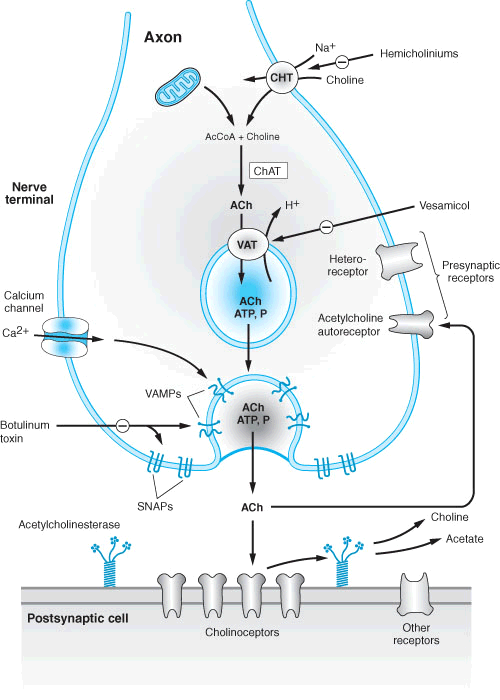 Axon
Na+
Hemicholiniums
CHT
Choline
AcCoA + Choline
ChAT
Nerve
terminal
ACh
H+
Vesamicol
VAT
Hetero-
receptor
Presynaptic
receptors
Calcium
channel
ACh
ATP, P
Acetylcholine
autoreceptor
Ca2+
VAMPs
ACh
ATP, P
Botulinum
toxin
SNAPs
ACh
Acetylcholinesterase
Choline
Acetate
Postsynaptic cell
Cholinoceptors
Other
receptors